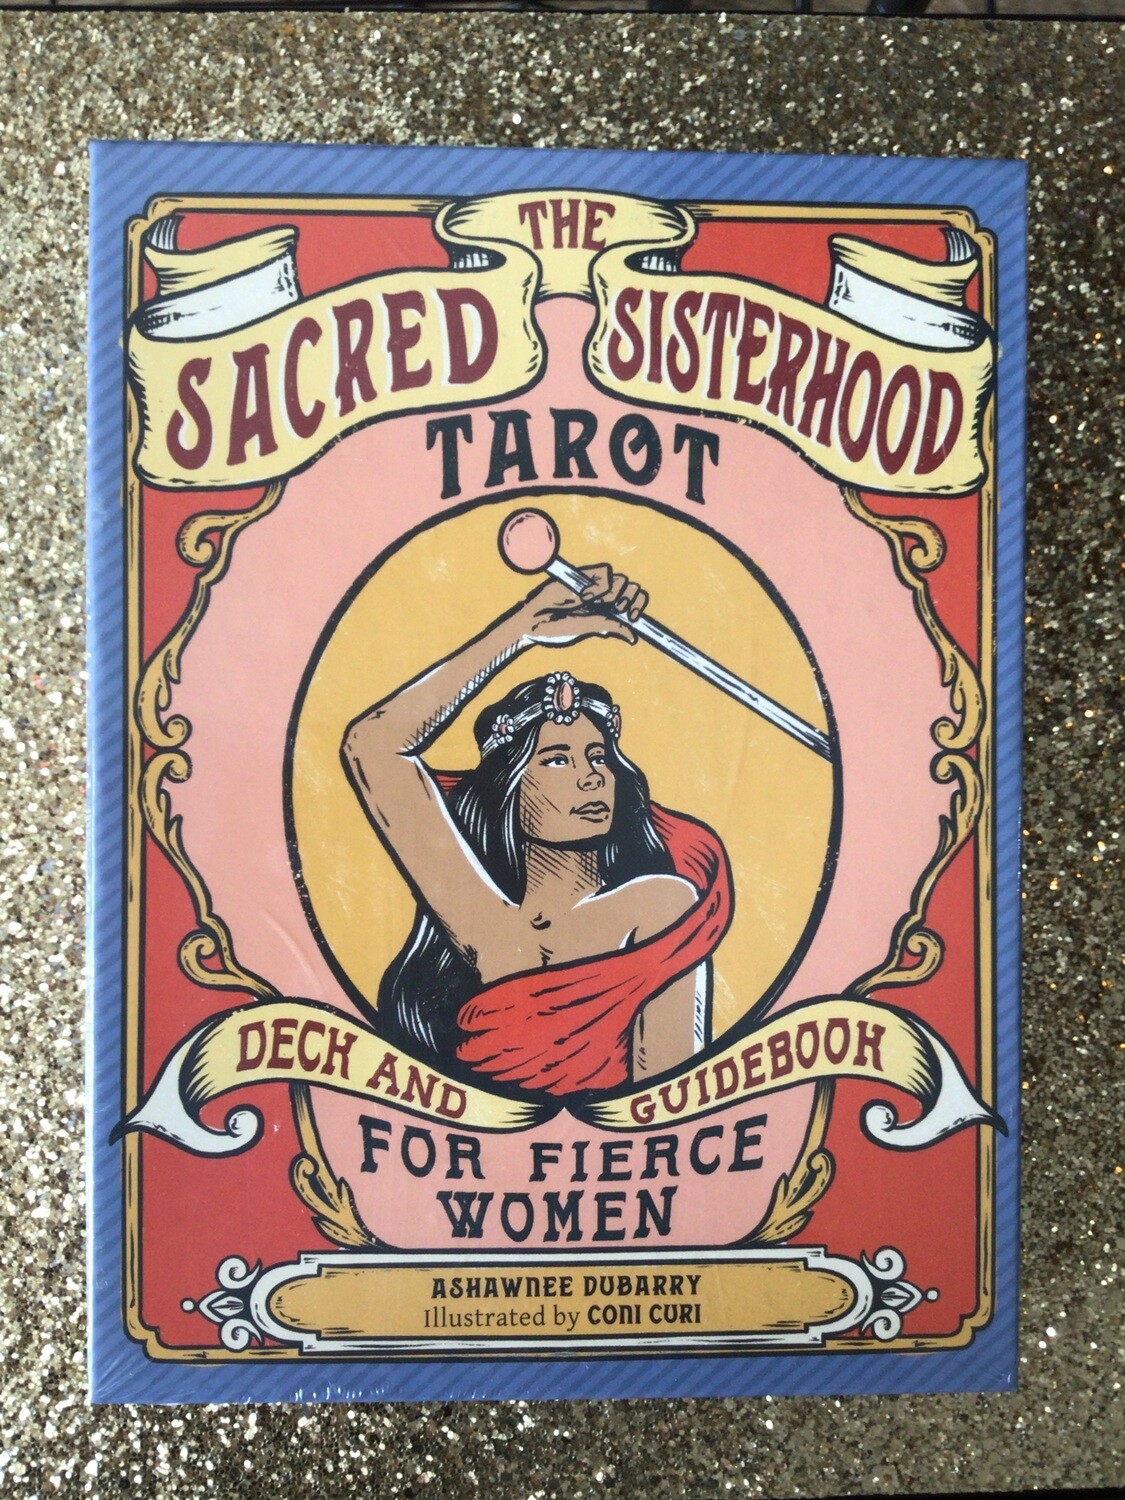 THE
SACRED SISTERHOOD
TAROT
DECK AND GUIDEBOOK
FOR FIERCE
WOMEN
ASHAWNEE DUBARRY
Illustrated by CONI CURI